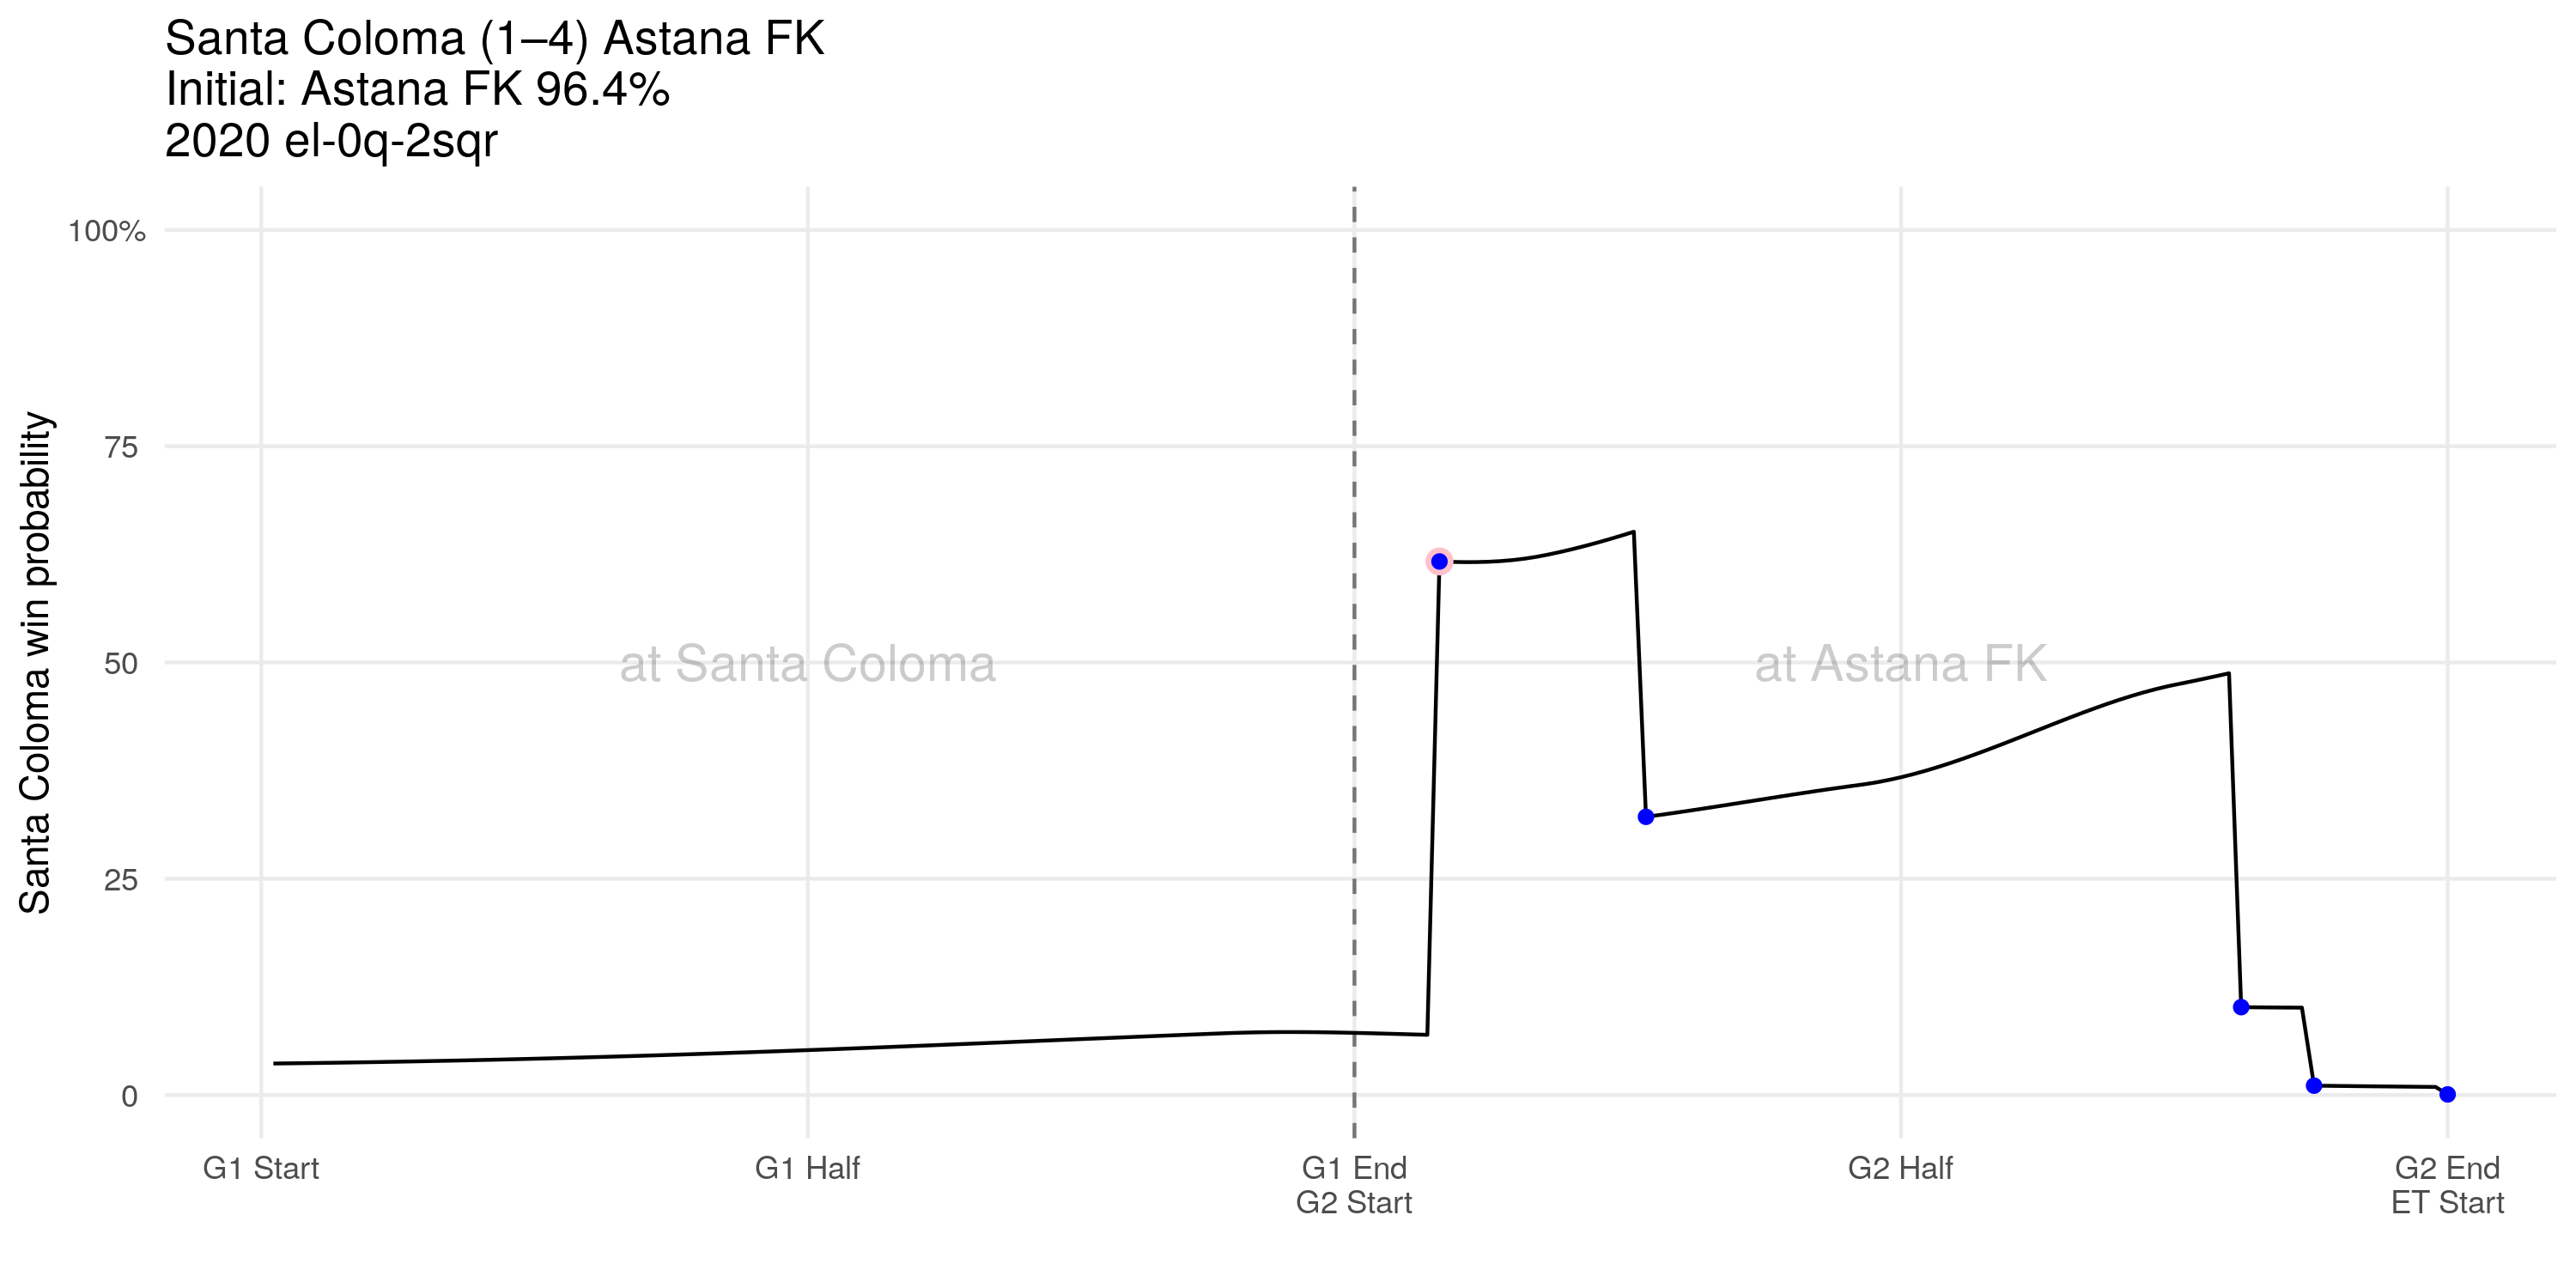 Santa Coloma (1–4) Astana FK
Initial: Astana FK 96.4%
2020 el-0q-2sqr
Santa Coloma win probability
100%
75
50
25
0
at Santa Coloma
at Astana FK
G1 Start
G1 Half
G1 End
G2 Start
G2 Half
G2 End
ET Start